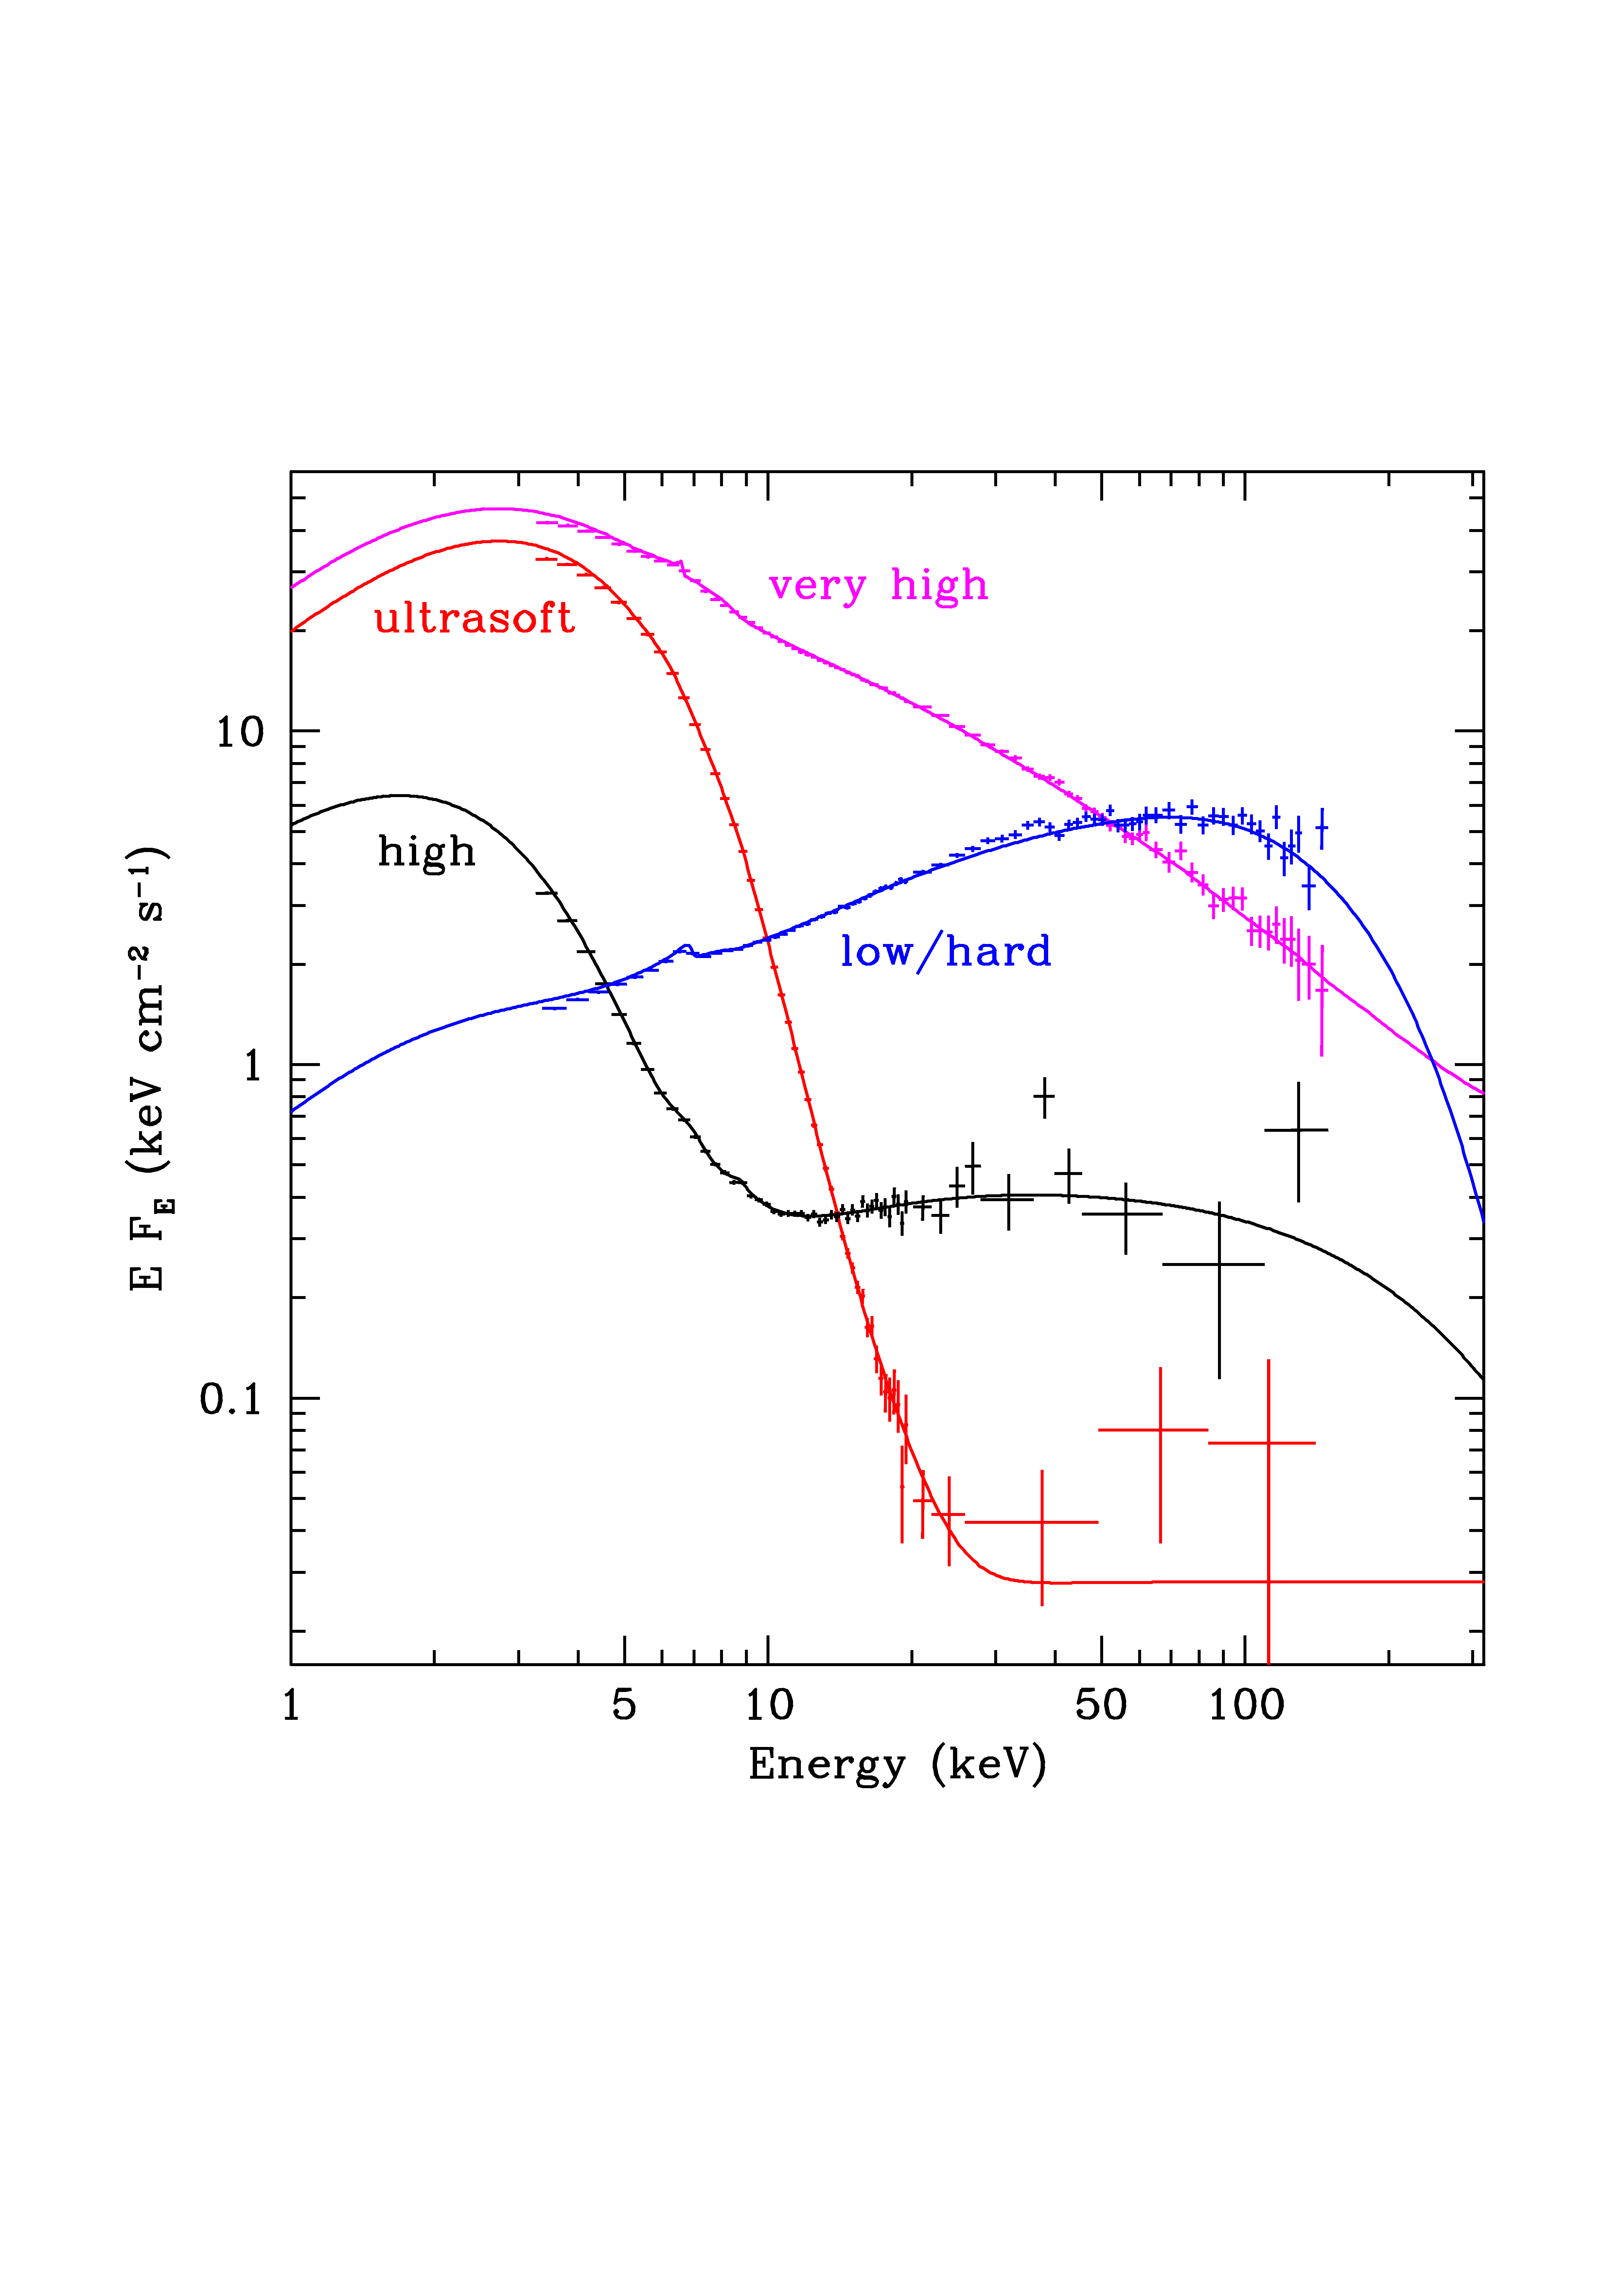 very high
ultrasoft
high
low/hard
10
1
0.1
E F_E (keV cm⁻² s⁻¹)
1 5 10 50 100
Energy (keV)